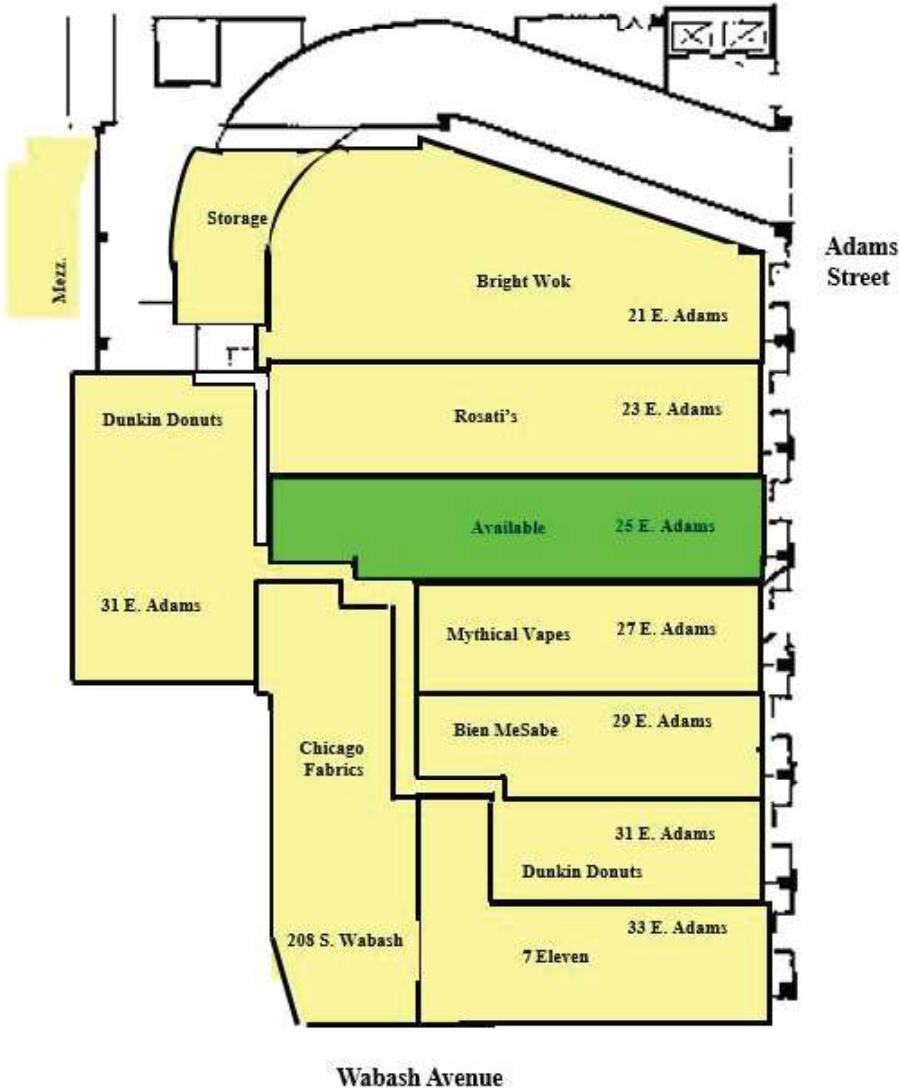 Adams
Street
Storage
Mezz.
Bright Wok
21 E. Adams
Dunkin Donuts
Rosati's
23 E. Adams
Available
25 E. Adams
31 E. Adams
Mythical Vapes
27 E. Adams
Bien MeSabe
29 E. Adams
Chicago
Fabrics
31 E. Adams
Dunkin Donuts
208 S. Wabash
33 E. Adams
7 Eleven
Wabash Avenue